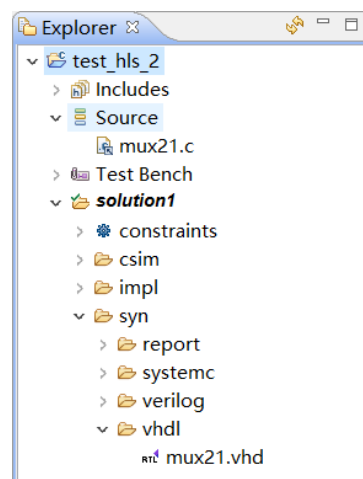 Explorer
test_hls_2
Includes
Source
mux21.c
Test Bench
solution1
constraints
csim
impl
syn
report
systemc
verilog
vhdl
RTL mux21.vhd